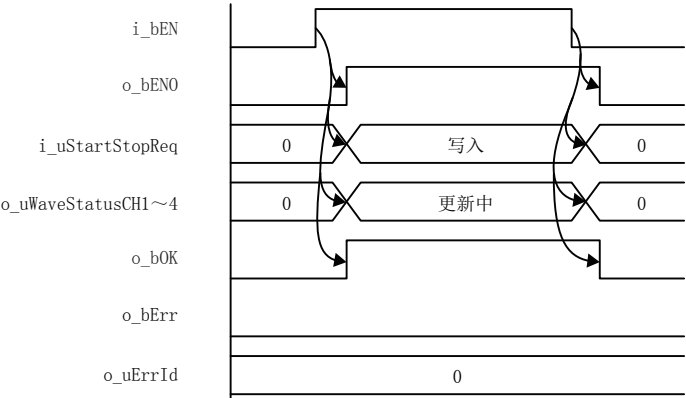 i_bEN
o_bENO
i_uStartStopReq 0 写入 0
o_uWaveStatusCH1～4 0 更新中 0
o_bOK
o_bErr
o_uErrId 0